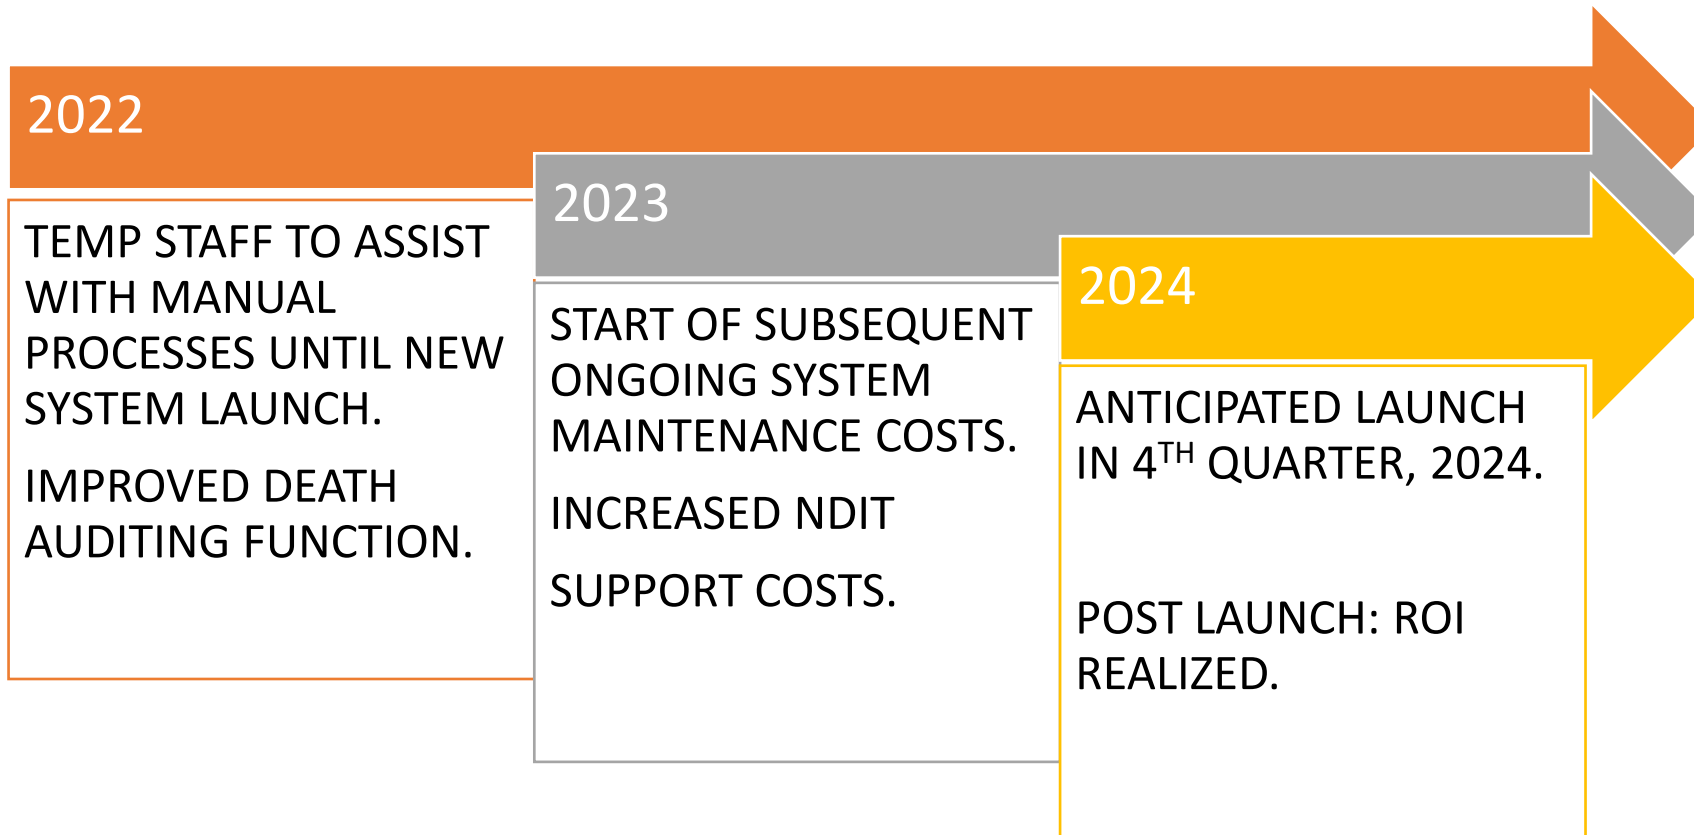 2022
TEMP STAFF TO ASSIST
WITH MANUAL
PROCESSES UNTIL NEW
SYSTEM LAUNCH.
IMPROVED DEATH
AUDITING FUNCTION.
2023
START OF SUBSEQUENT
ONGOING SYSTEM
MAINTENANCE COSTS.
INCREASED NDIT
SUPPORT COSTS.
2024
ANTICIPATED LAUNCH
IN 4TH QUARTER, 2024.
POST LAUNCH: ROI
REALIZED.